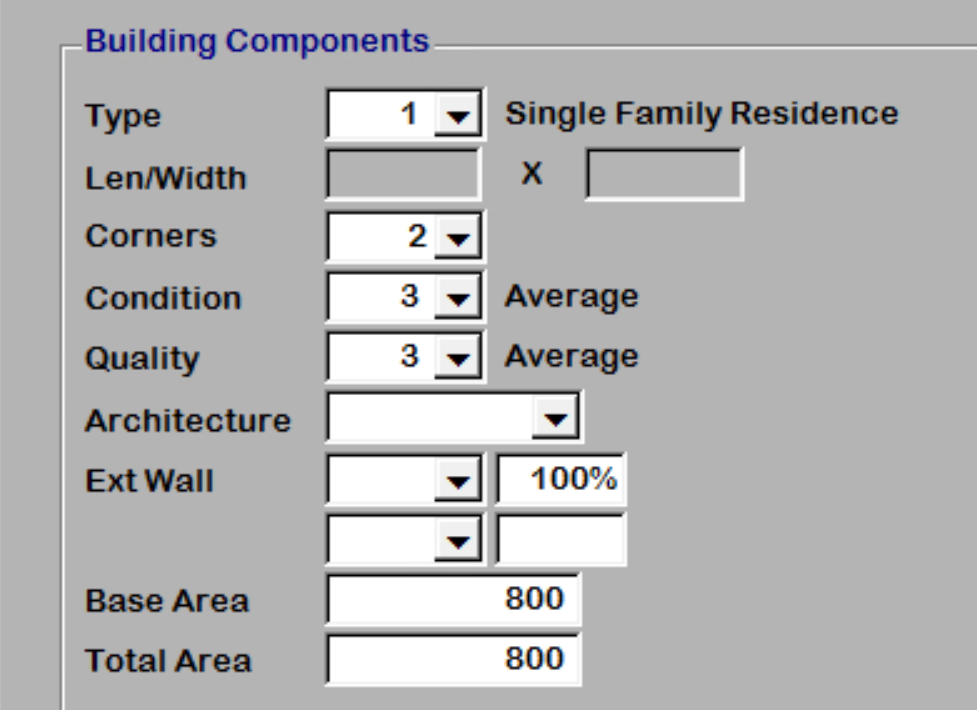 Building Components
Type 1 Single Family Residence
Len/Width X
Corners 2
Condition 3 Average
Quality 3 Average
Architecture
Ext Wall 100%
Base Area 800
Total Area 800